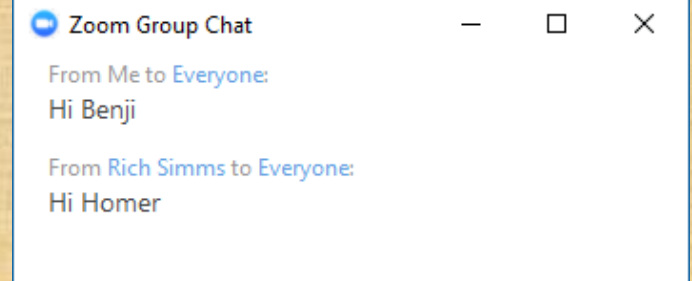 Zoom Group Chat
From Me to Everyone:
Hi Benji
From Rich Simms to Everyone:
Hi Homer